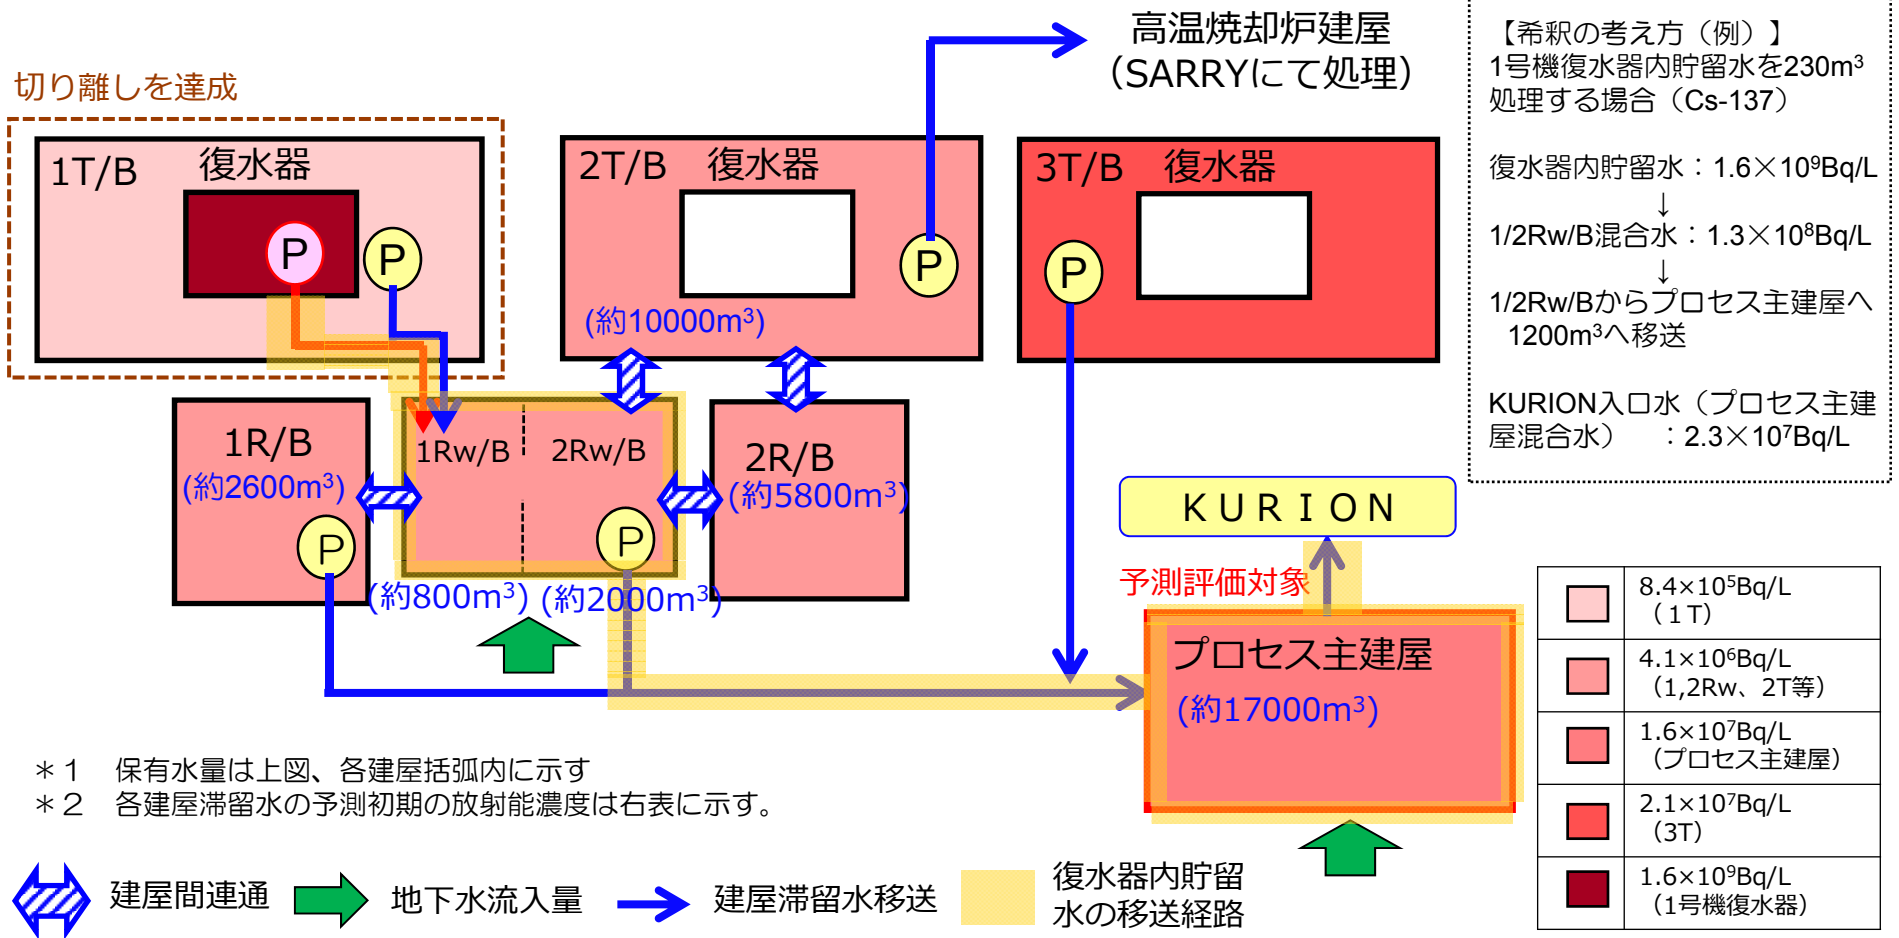 高温焼却炉建屋
（SARRYにて処理）
切り離しを達成
1T/B
復水器
P
P
2T/B
復水器
P
(約10000m³)
3T/B
復水器
P
1R/B
(約2600m³)
P
1Rw/B
2Rw/B
P
(約800m³)
(約2000m³)
2R/B
(約5800m³)
ＫＵＲＩＯＮ
予測評価対象
プロセス主建屋
(約17000m³)
【希釈の考え方（例）】
1号機復水器内貯留水を230m³
処理する場合（Cs-137）
復水器内貯留水：1.6×10⁹Bq/L
↓
1/2Rw/B混合水：1.3×10⁸Bq/L
↓
1/2Rw/Bからプロセス主建屋へ
1200m³へ移送
KURION入口水（プロセス主建
屋混合水）　：2.3×10⁷Bq/L
8.4×10⁵Bq/L
（１T）
4.1×10⁶Bq/L
（1,2Rw、2T等）
1.6×10⁷Bq/L
（プロセス主建屋）
2.1×10⁷Bq/L
（3T）
1.6×10⁹Bq/L
（1号機復水器）
＊１　保有水量は上図、各建屋括弧内に示す
＊２　各建屋滞留水の予測初期の放射能濃度は右表に示す。
建屋間連通
地下水流入量
建屋滞留水移送
復水器内貯留
水の移送経路